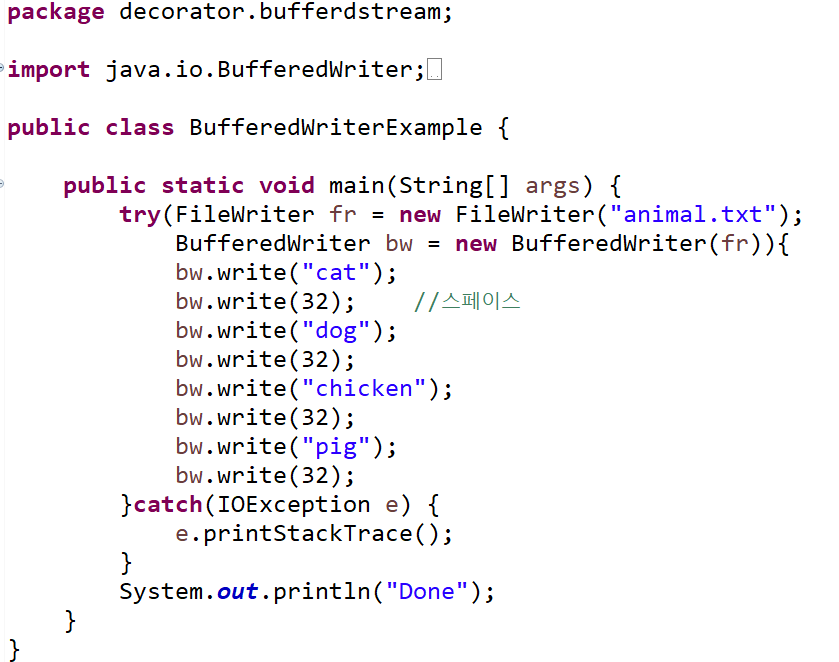 package decorator.bufferdstream;
import java.io.BufferedWriter;
public class BufferedWriterExample {
public static void main(String[] args) {
try(FileWriter fr = new FileWriter("animal.txt");
BufferedWriter bw = new BufferedWriter(fr)){
bw.write("cat");
bw.write(32); //스페이스
bw.write("dog");
bw.write(32);
bw.write("chicken");
bw.write(32);
bw.write("pig");
bw.write(32);
}catch(IOException e) {
e.printStackTrace();
}
System.out.println("Done");
}
}